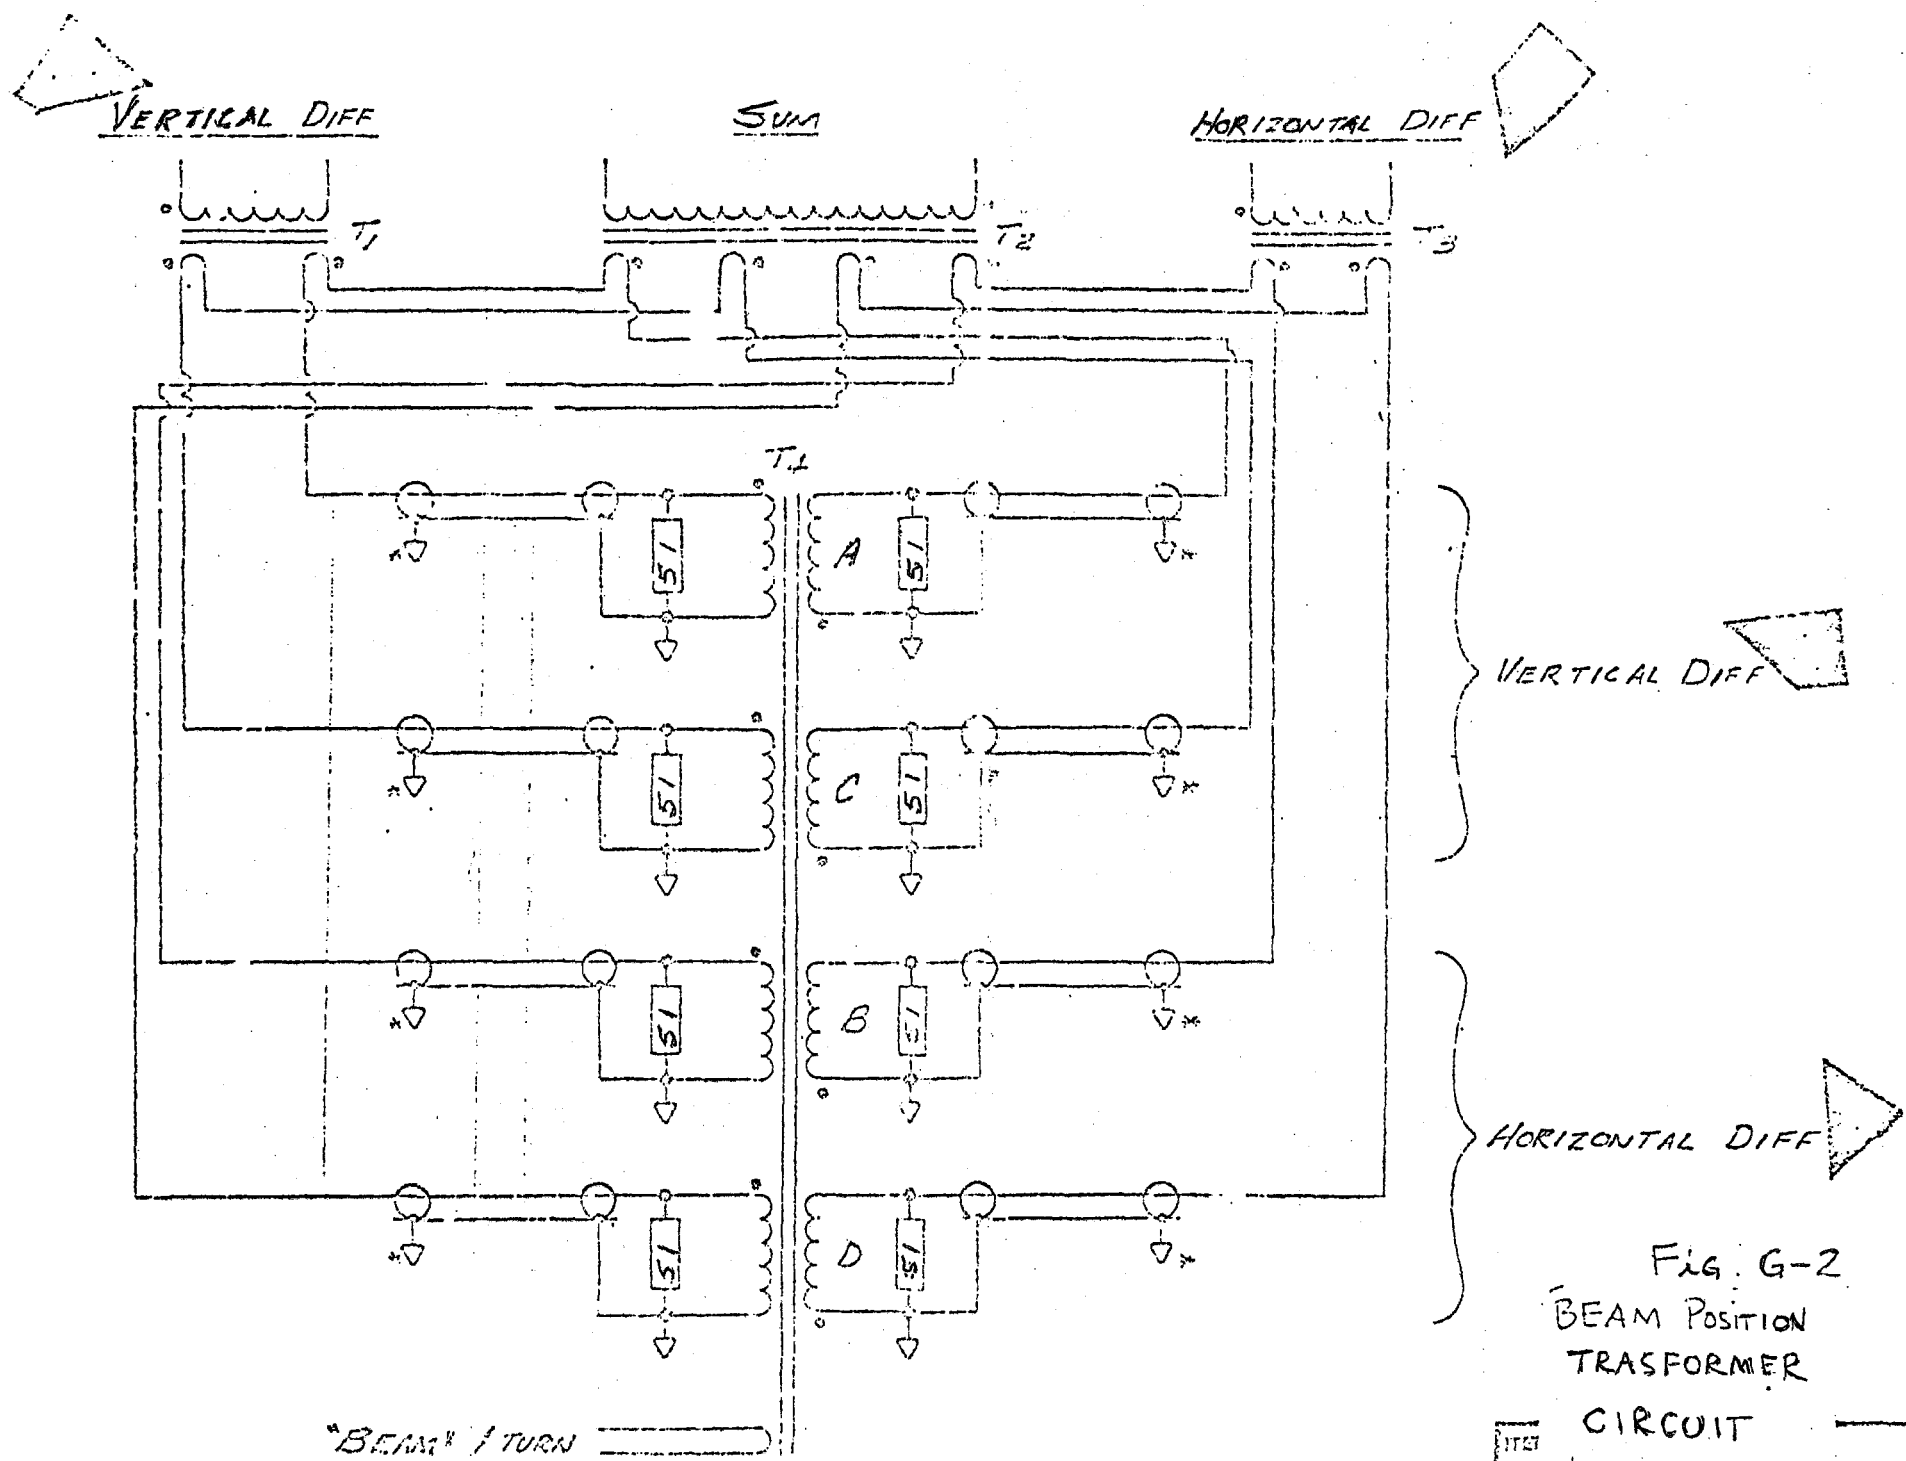 VERTICAL DIFF
SUM
HORIZONTAL DIFF
T1
T2
T3
T4
51
A
51
*
*
VERTICAL DIFF
51
C
51
*
*
51
B
51
*
*
HORIZONTAL DIFF
51
D
51
*
*
Fig. G-2
BEAM POSITION
TRASFORMER
CIRCUIT
"BEAM" 1 TURN